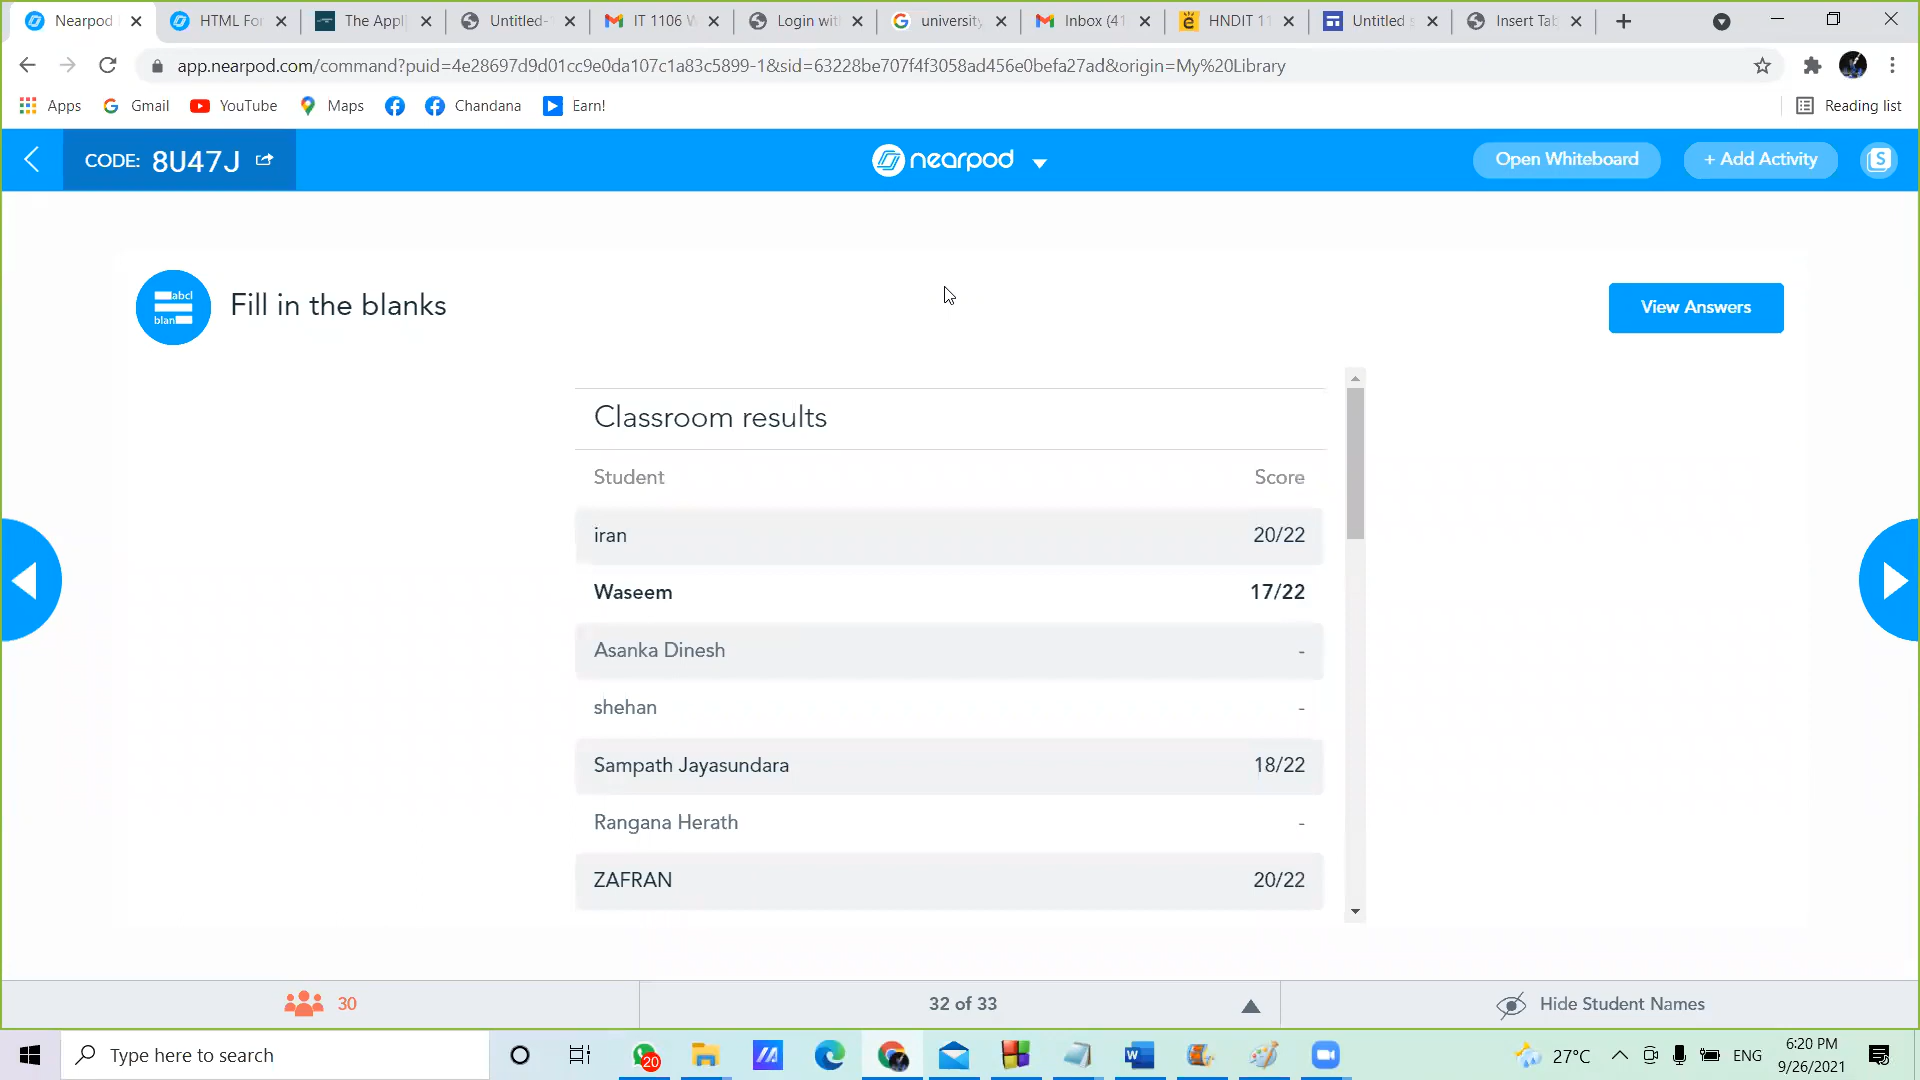 Nearpod
HTML For
The Appl
Untitled-
IT 1106 W
Login wit
university
Inbox (41
HNDIT 11
Untitled s
Insert Tab
app.nearpod.com/command?puid=4e28697d9d01cc9e0da107c1a83c5899-1&sid=63228be707f4f3058ad456e0befa27ad&origin=My%20Library
Apps Gmail YouTube Maps Chandana Earn! Reading list
CODE: 8U47J nearpod Open Whiteboard + Add Activity S
abcl
blan
Fill in the blanks
View Answers
Classroom results
Student Score
iran 20/22
Waseem 17/22
Asanka Dinesh -
shehan -
Sampath Jayasundara 18/22
Rangana Herath -
ZAFRAN 20/22
30 32 of 33 Hide Student Names
Type here to search 20 W 27°C ENG 6:20 PM
9/26/2021